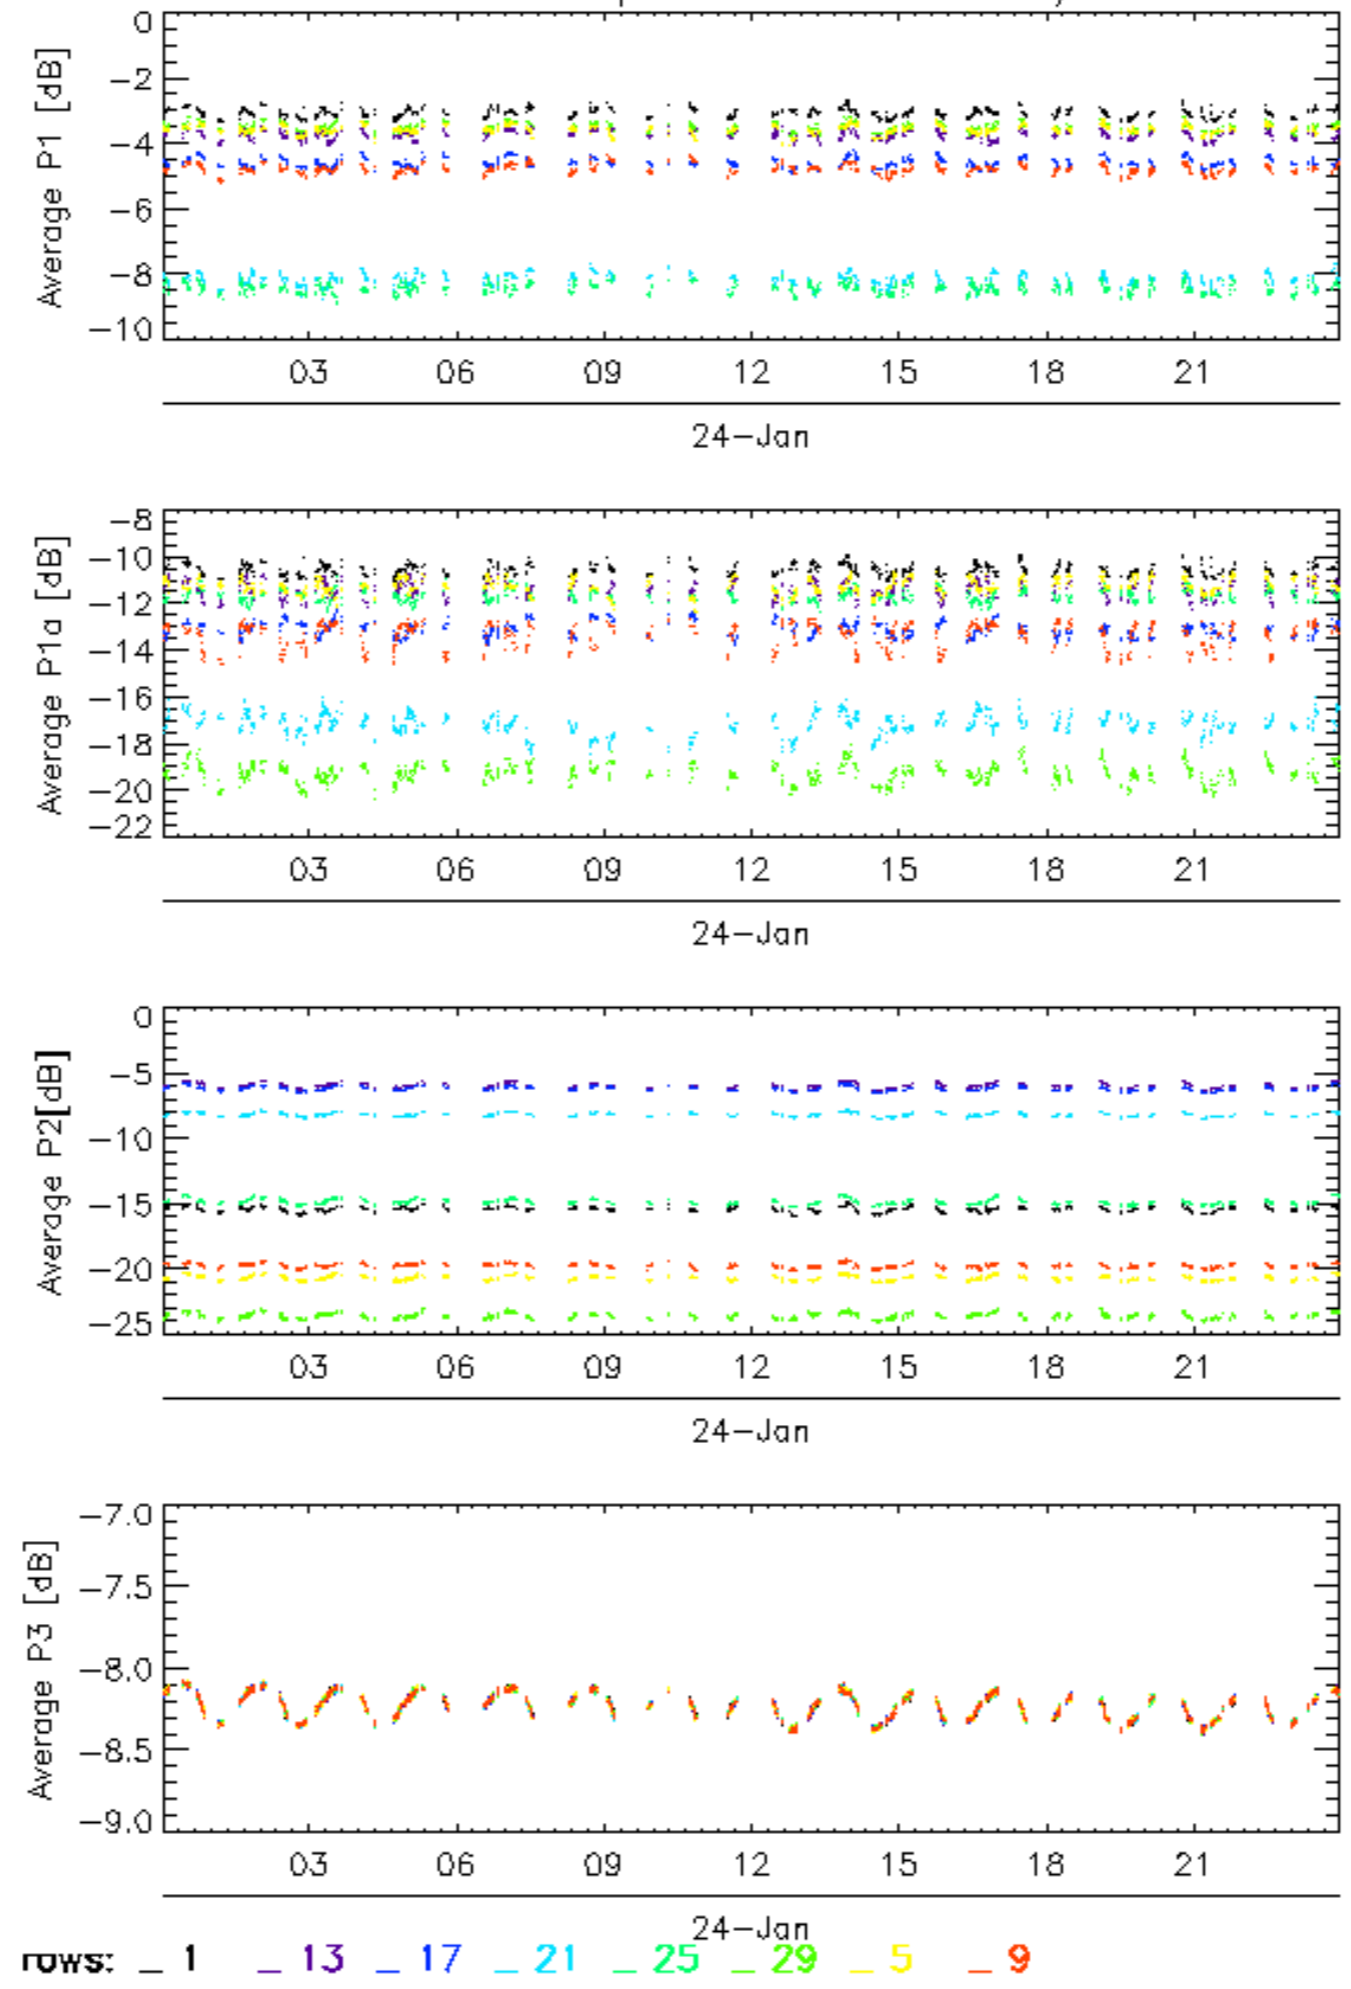 0
−2
−4
−6
−8
−10
Average P1 [dB]
03 06 09 12 15 18 21
24−Jan
−8
−10
−12
−14
−16
−18
−20
−22
Average P1a [dB]
03 06 09 12 15 18 21
24−Jan
0
−5
−10
−15
−20
−25
Average P2[dB]
03 06 09 12 15 18 21
24−Jan
−7.0
−7.5
−8.0
−8.5
−9.0
Average P3 [dB]
03 06 09 12 15 18 21
24−Jan
rows: _ 1 _ 13 _ 17 _ 21 _ 25 _ 29 _ 5 _ 9